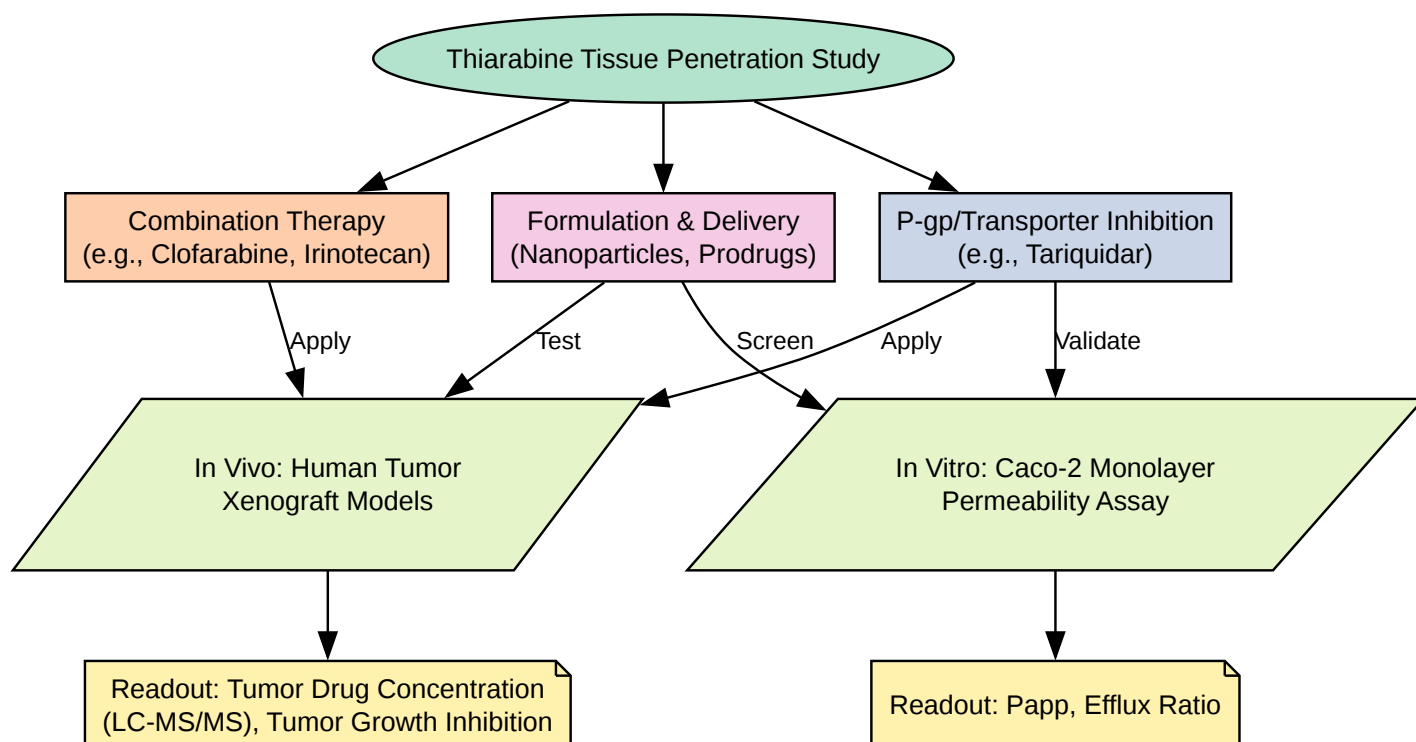 Thiarabine Tissue Penetration Study
Combination Therapy
(e.g., Clofarabine, Irinotecan)
Formulation & Delivery
(Nanoparticles, Prodrugs)
P-gp/Transporter Inhibition
(e.g., Tariquidar)
Apply
Test
Screen
Apply
Validate
In Vivo: Human Tumor
Xenograft Models
In Vitro: Caco-2 Monolayer
Permeability Assay
Readout: Tumor Drug Concentration
(LC-MS/MS), Tumor Growth Inhibition
Readout: Papp, Efflux Ratio